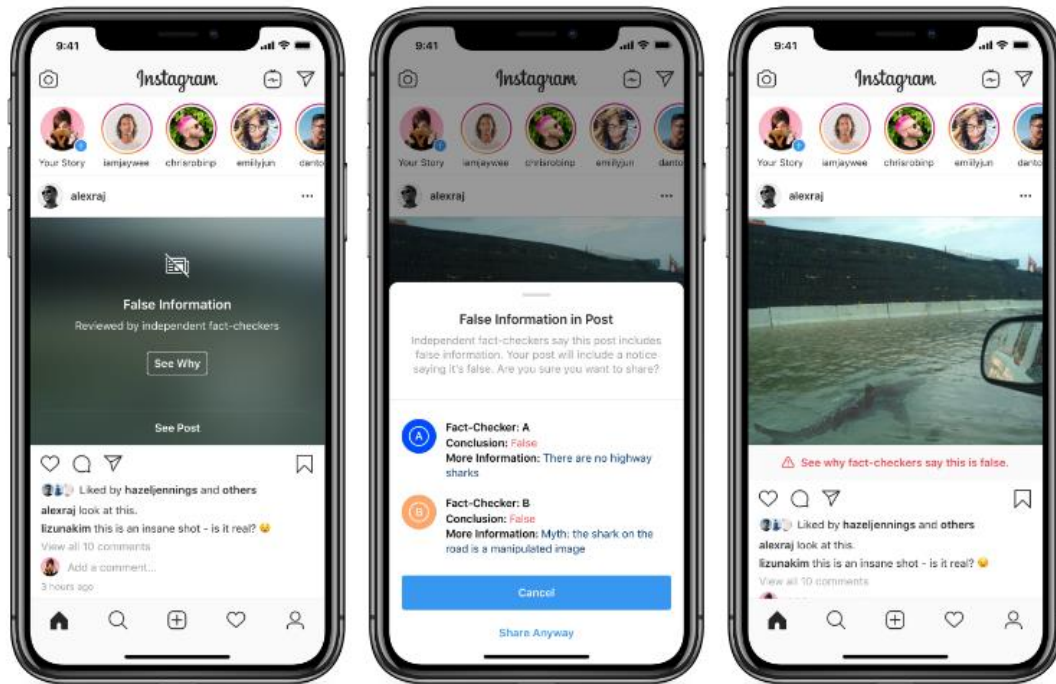 9:41
Instagram
Your Story
iamjaywee
chrisrobinp
emiilyjun
danto
alexraj
False Information
Reviewed by independent fact-checkers
See Why
See Post
Liked by hazeljennings and others
alexraj look at this.
lizunakim this is an insane shot - is it real? 😉
View all 10 comments
Add a comment...
3 hours ago
9:41
Instagram
Your Story
iamjaywee
chrisrobinp
emiilyjun
danto
alexraj
False Information in Post
Independent fact-checkers say this post includes
false information. Your post will include a notice
saying it's false. Are you sure you want to share?
A
Fact-Checker: A
Conclusion: False
More Information: There are no highway
sharks
B
Fact-Checker: B
Conclusion: False
More Information: Myth: the shark on the
road is a manipulated image
Cancel
Share Anyway
9:41
Instagram
Your Story
iamjaywee
chrisrobinp
emiilyjun
danto
alexraj
See why fact-checkers say this is false.
Liked by hazeljennings and others
alexraj look at this.
lizunakim this is an insane shot - is it real? 😉
View all 10 comments